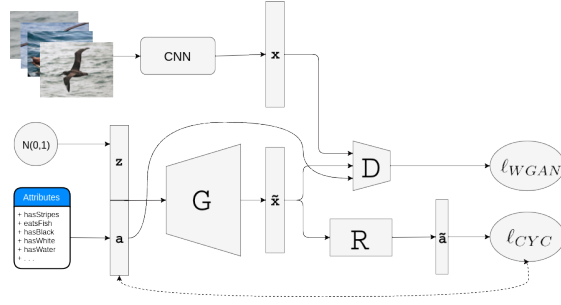 CNN
x
N(0,1)
z
Attributes
+ hasStripes
+ eatsFish
+ hasBlack
+ hasWhite
+ hasWater
+ . . .
a
G
x̃
D
R
ã
ℓWGAN
ℓCYC